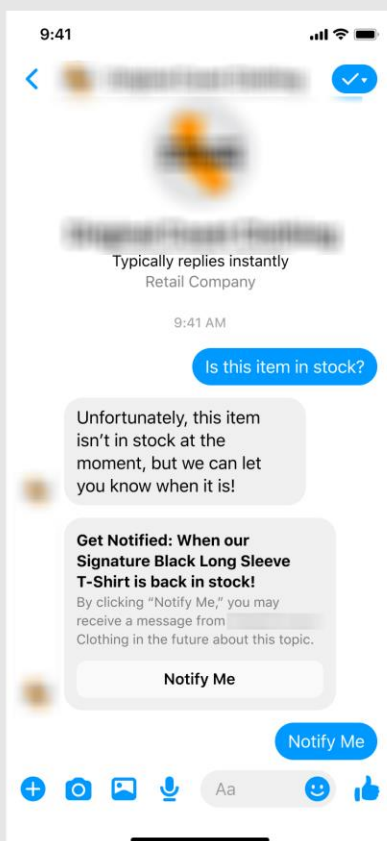 9:41
Typically replies instantly
Retail Company
9:41 AM
Is this item in stock?
Unfortunately, this item
isn’t in stock at the
moment, but we can let
you know when it is!
Get Notified: When our
Signature Black Long Sleeve
T-Shirt is back in stock!
By clicking “Notify Me,” you may
receive a message from
Clothing in the future about this topic.
Notify Me
Notify Me
Aa